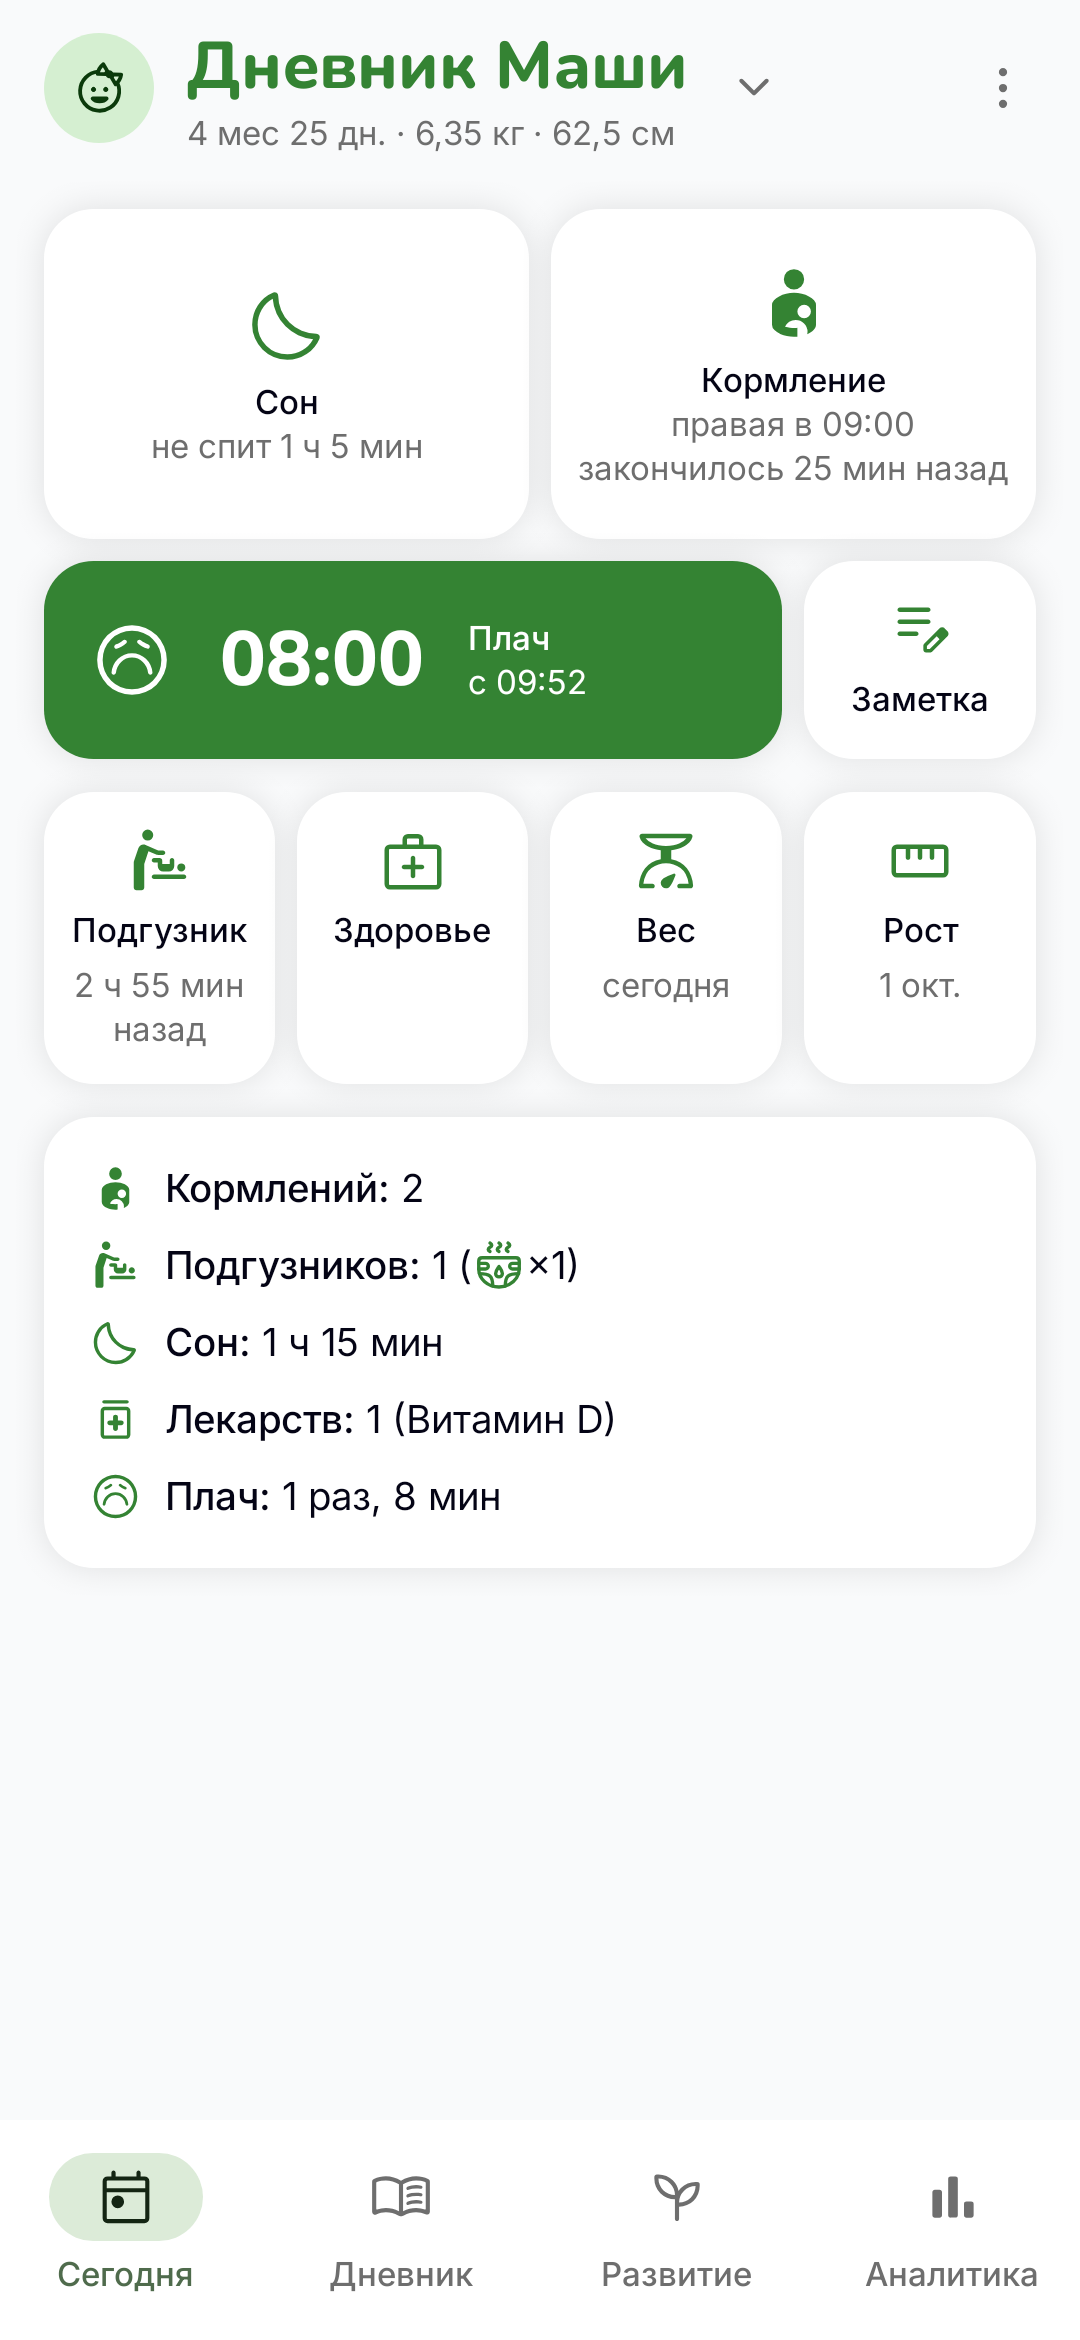 Дневник Маши
4 мес 25 дн. · 6,35 кг · 62,5 см
Сон
не спит 1 ч 5 мин
Кормление
правая в 09:00
закончилось 25 мин назад
08:00
Плач
с 09:52
Заметка
Подгузник
2 ч 55 мин
назад
Здоровье
Вес
сегодня
Рост
1 окт.
Кормлений: 2
Подгузников: 1 (×1)
Сон: 1 ч 15 мин
Лекарств: 1 (Витамин D)
Плач: 1 раз, 8 мин
Сегодня
Дневник
Развитие
Аналитика